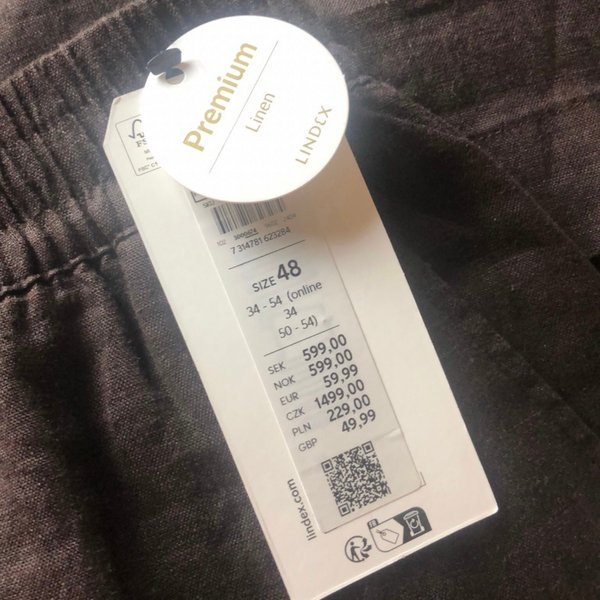 Premium
Linen
LINDEX
7 314781 623284
SIZE 48
34 - 54 (online
34
50 - 54)
SEK 599,00
NOK 599,00
EUR 59,99
CZK 1499,00
PLN 229,00
GBP 49,99
lindex.com
FR